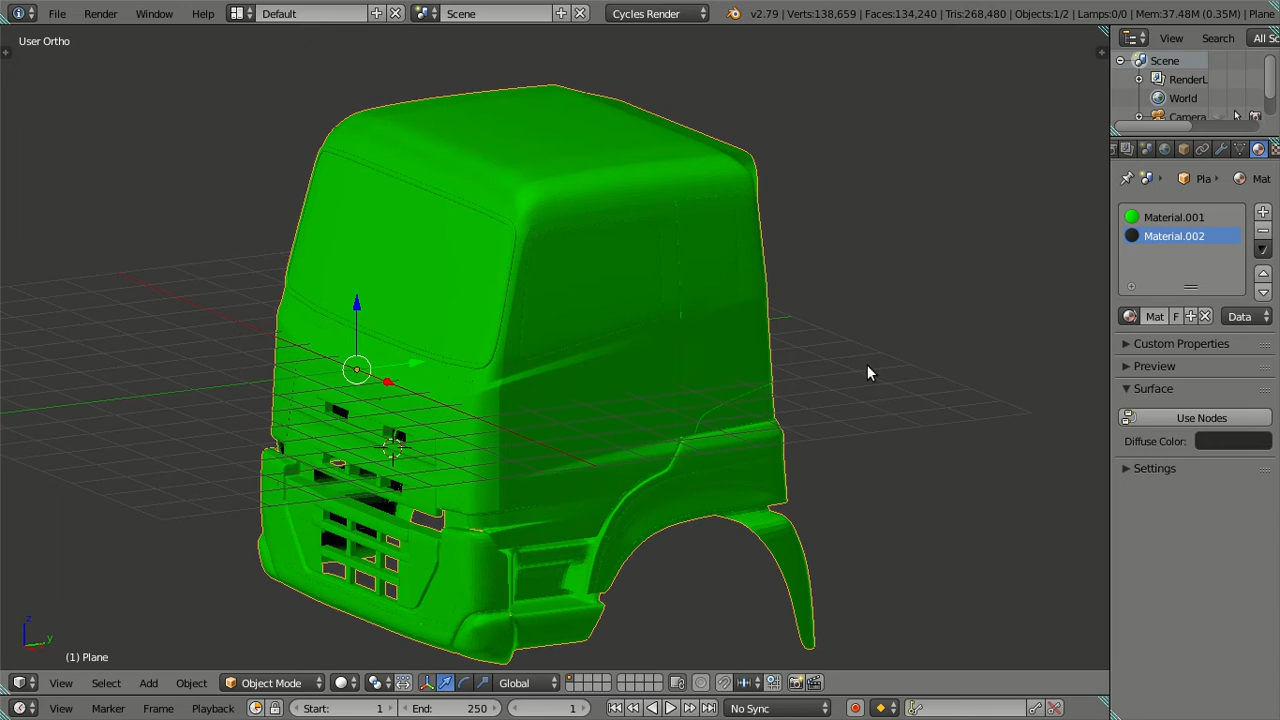 File Render Window Help Default Scene Cycles Render v2.79 | Verts:138,659 | Faces:134,240 | Tris:268,480 | Objects:1/2 | Lamps:0/0 | Mem:37.48M (0.35M) | Plane
User Ortho
View Search All Sc
Scene
RenderL
World
Camera
Pla Mat
Material.001
Material.002
Mat F Data
Custom Properties
Preview
Surface
Use Nodes
Diffuse Color:
Settings
z
y
(1) Plane
View Select Add Object Object Mode Global
View Marker Frame Playback Start: 1 End: 250 1 No Sync